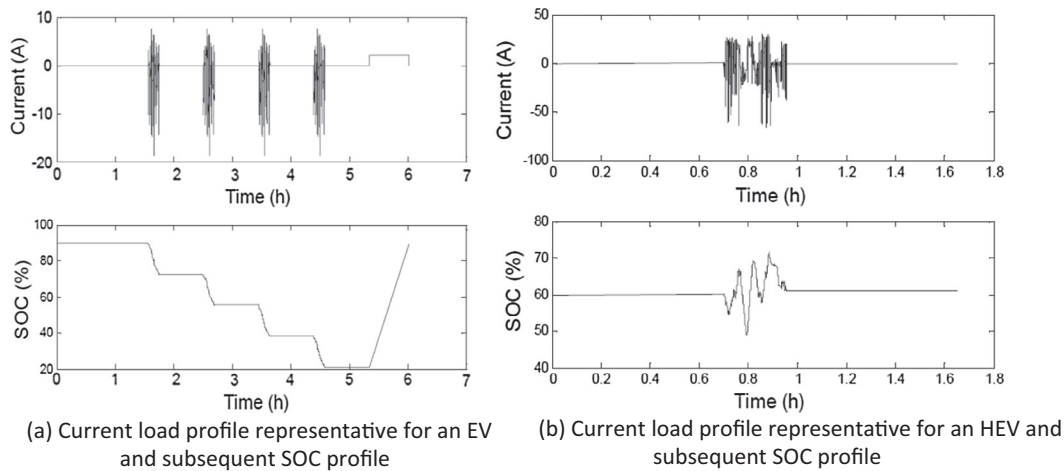 10
0
-10
-20
Current (A)
0 1 2 3 4 5 6 7
Time (h)
100
80
60
40
20
SOC (%)
0 1 2 3 4 5 6 7
Time (h)
(a) Current load profile representative for an EV
and subsequent SOC profile
50
0
-50
-100
Current (A)
0 0.2 0.4 0.6 0.8 1 1.2 1.4 1.6 1.8
Time (h)
80
70
60
50
40
SOC (%)
0 0.2 0.4 0.6 0.8 1 1.2 1.4 1.6 1.8
Time (h)
(b) Current load profile representative for an HEV and
subsequent SOC profile